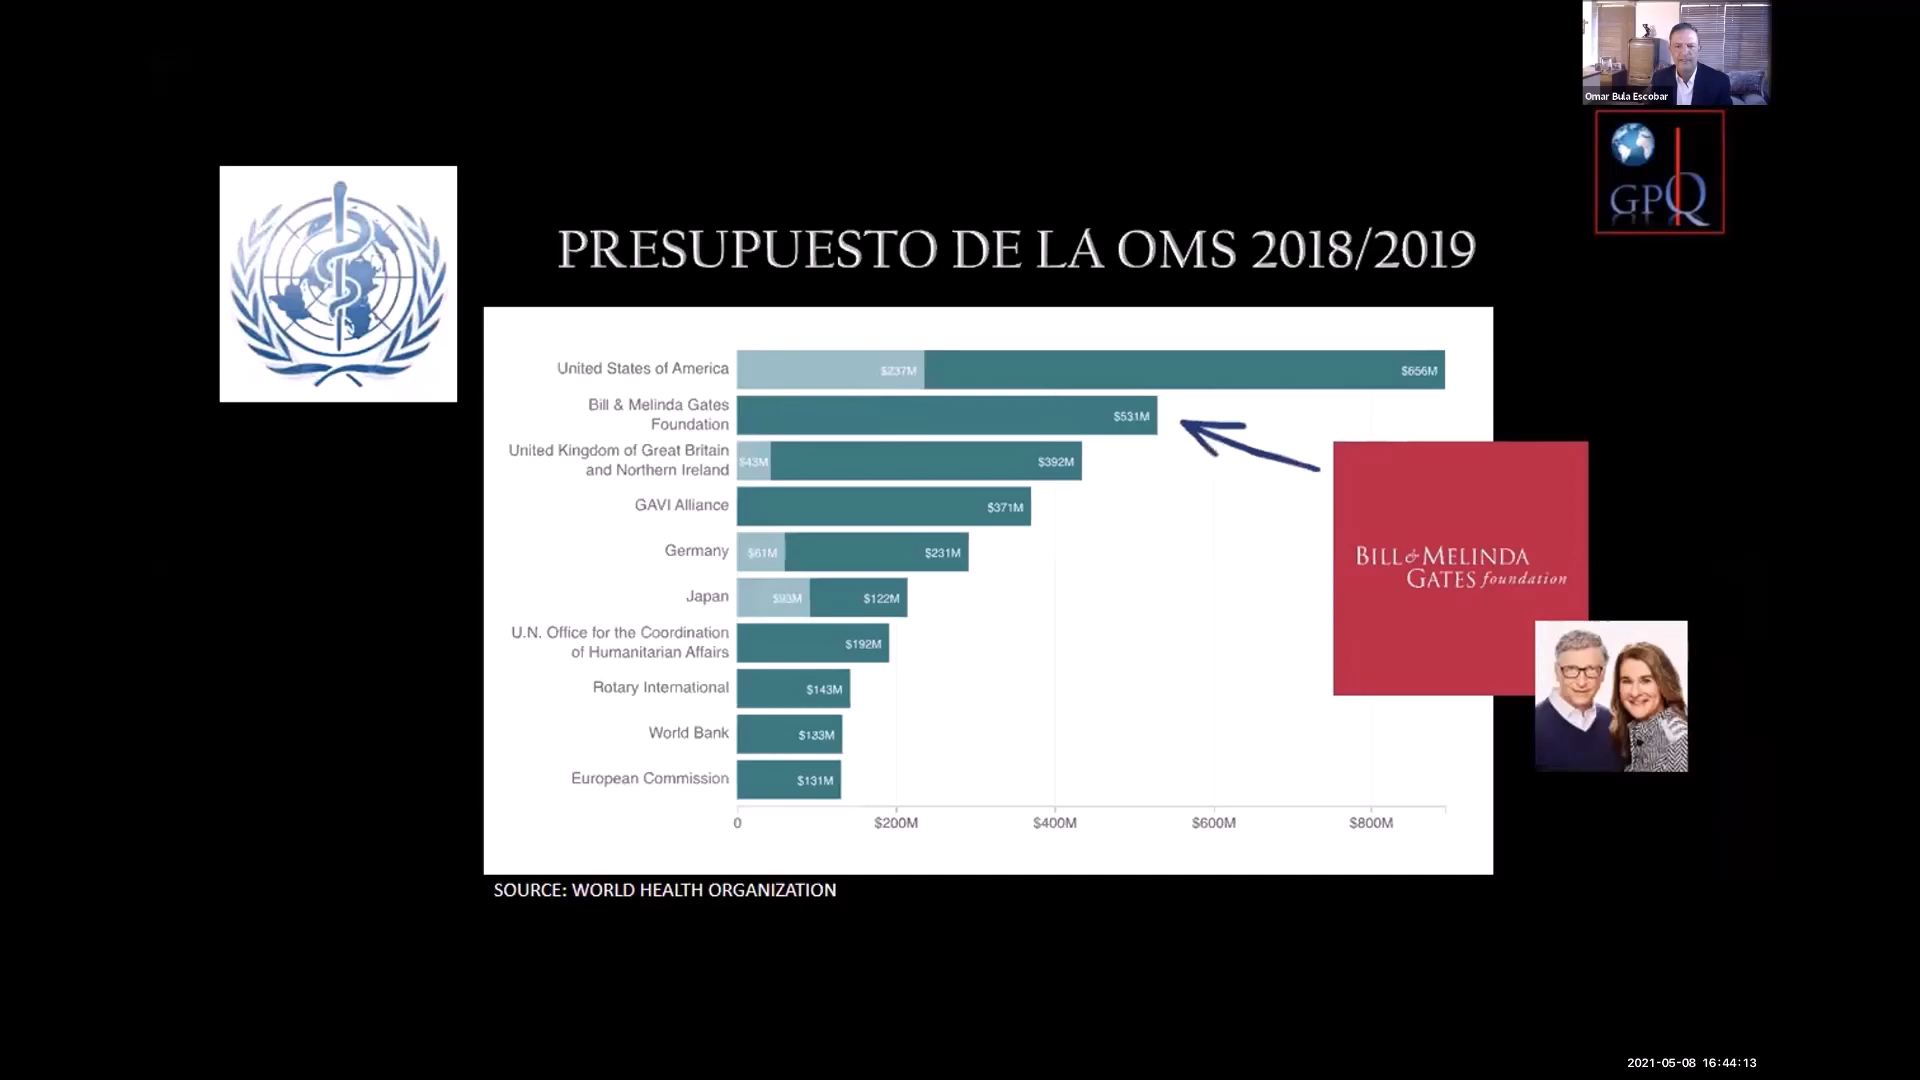 Omar Bula Escobar
GPQ
PRESUPUESTO DE LA OMS 2018/2019
United States of America
$237M
$656M
Bill & Melinda Gates
Foundation
$531M
United Kingdom of Great Britain
and Northern Ireland
$43M
$392M
GAVI Alliance
$371M
Germany
$61M
$231M
Japan
$93M
$122M
U.N. Office for the Coordination
of Humanitarian Affairs
$192M
Rotary International
$143M
World Bank
$133M
European Commission
$131M
0
$200M
$400M
$600M
$800M
BILL & MELINDA
GATES foundation
SOURCE: WORLD HEALTH ORGANIZATION
2021-05-08 16:44:13